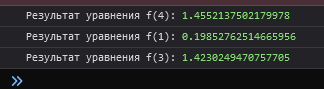 Результат уравнения f(4): 1.4552137502179978
Результат уравнения f(1): 0.19852762514665956
Результат уравнения f(3): 1.4230249470757705
»